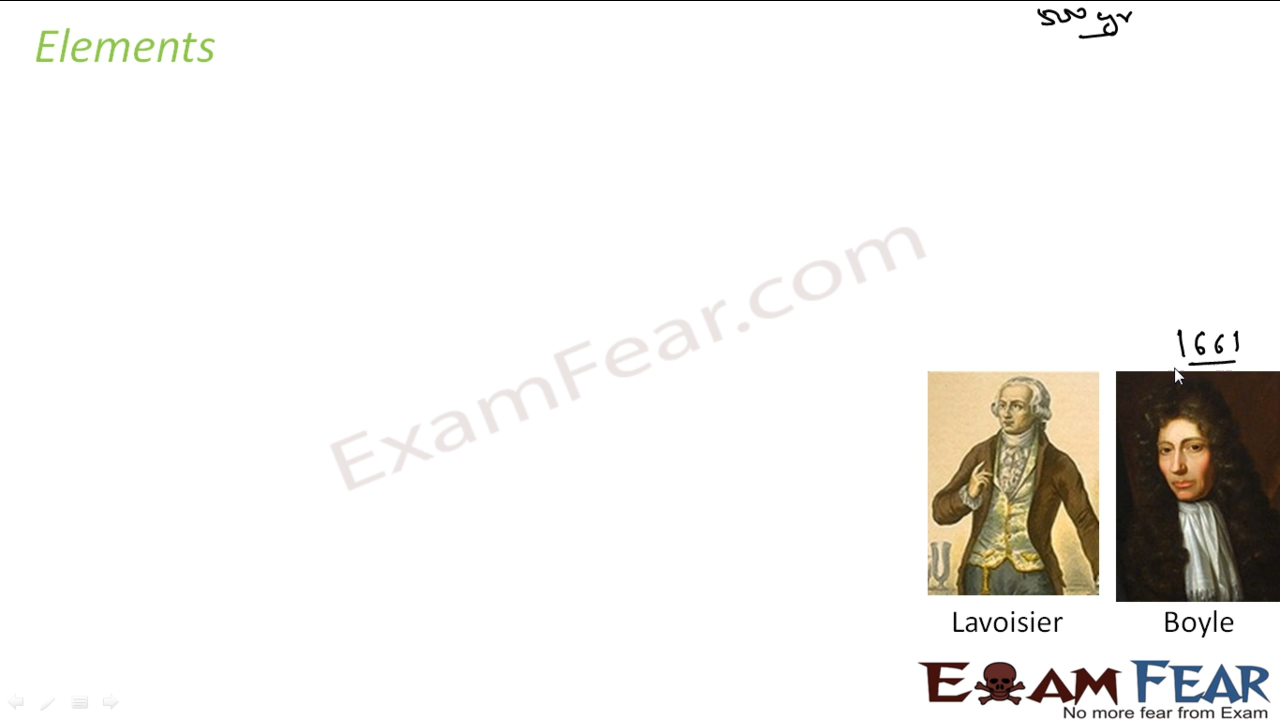 500 yr
Elements
ExamFear.com
1661
Lavoisier
Boyle
EXAM FEAR
No more fear from Exam